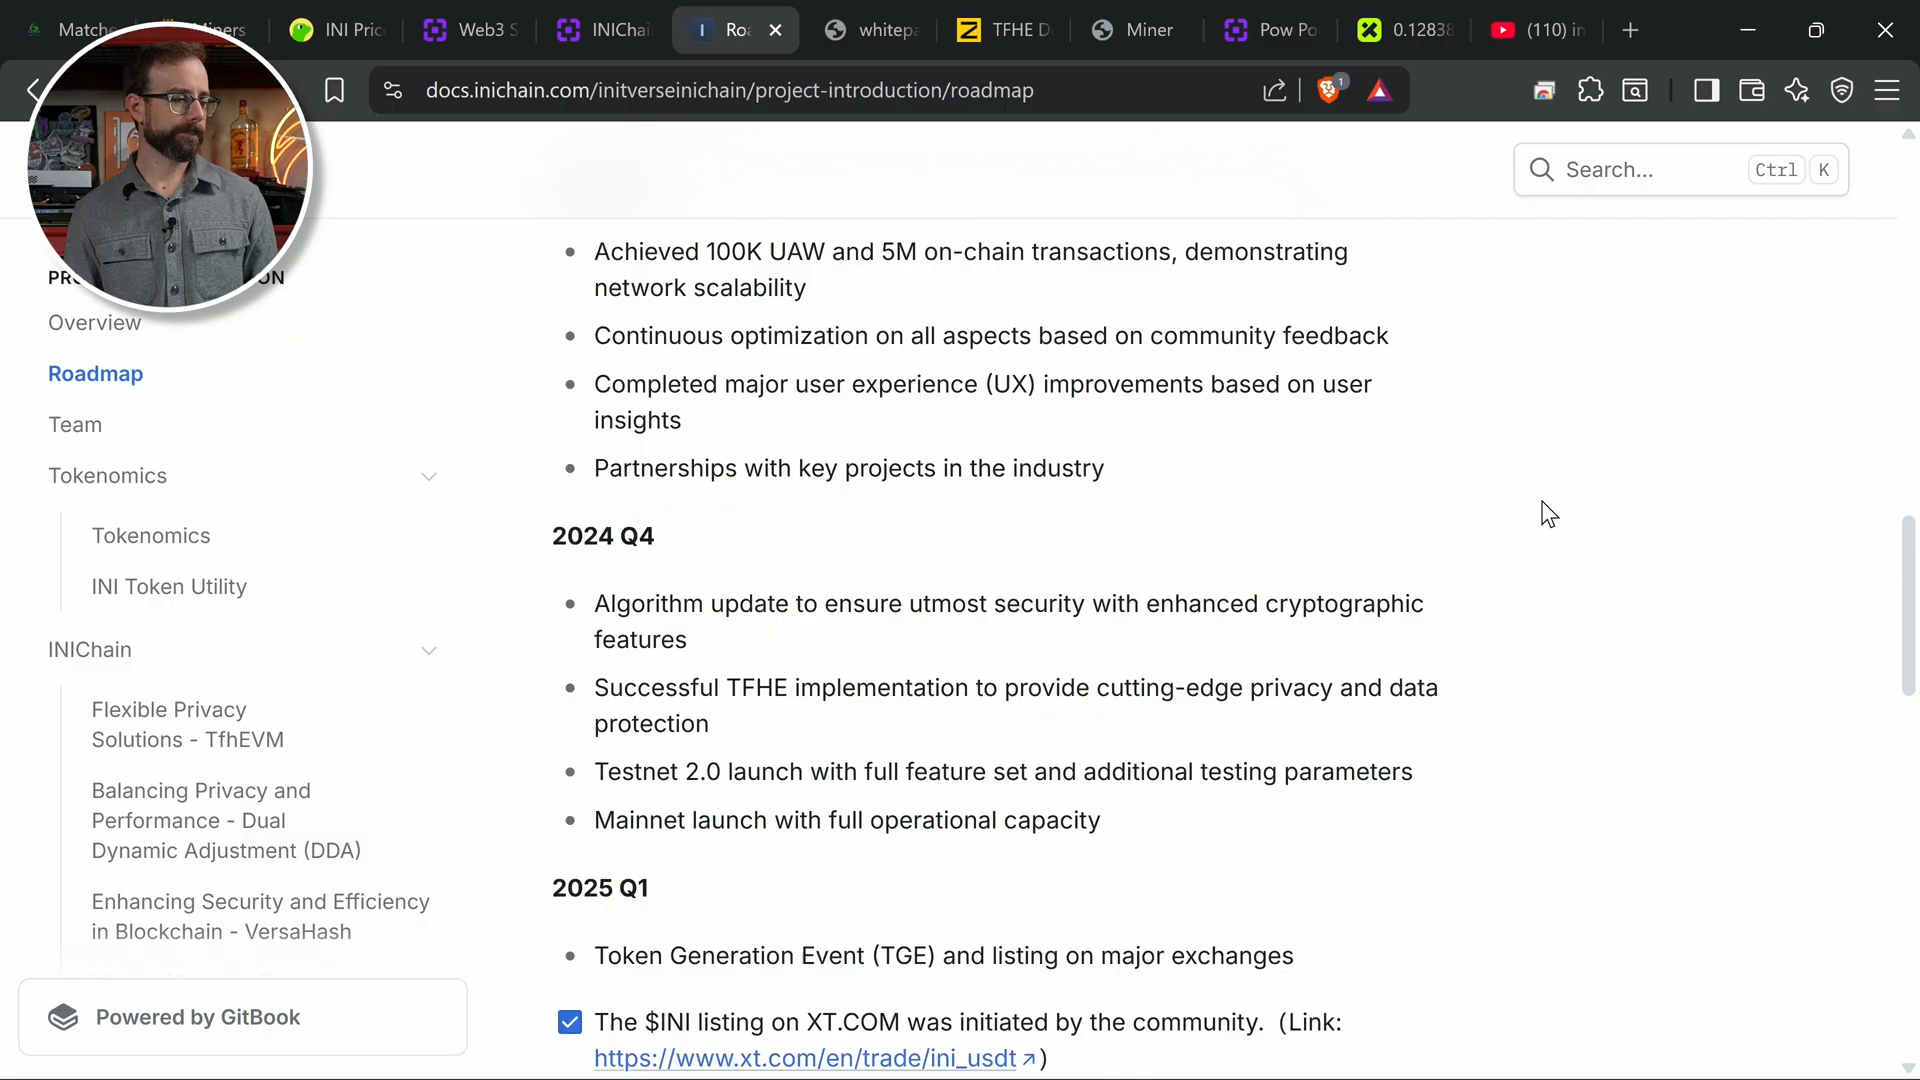 Matche
Miners
INI Pric
Web3 S
INIChai
Roa
whitepa
TFHE D
Miner
Pow Po
0.12838
(110) in
docs.inichain.com/initverseinichain/project-introduction/roadmap
1
Search...
Ctrl
K
Overview
Roadmap
Team
Tokenomics
Tokenomics
INI Token Utility
INIChain
Flexible Privacy
Solutions - TfhEVM
Balancing Privacy and
Performance - Dual
Dynamic Adjustment (DDA)
Enhancing Security and Efficiency
in Blockchain - VersaHash
Powered by GitBook
Achieved 100K UAW and 5M on-chain transactions, demonstrating
network scalability
Continuous optimization on all aspects based on community feedback
Completed major user experience (UX) improvements based on user
insights
Partnerships with key projects in the industry
2024 Q4
Algorithm update to ensure utmost security with enhanced cryptographic
features
Successful TFHE implementation to provide cutting-edge privacy and data
protection
Testnet 2.0 launch with full feature set and additional testing parameters
Mainnet launch with full operational capacity
2025 Q1
Token Generation Event (TGE) and listing on major exchanges
The $INI listing on XT.COM was initiated by the community.（Link:
https://www.xt.com/en/trade/ini_usdt ↗)